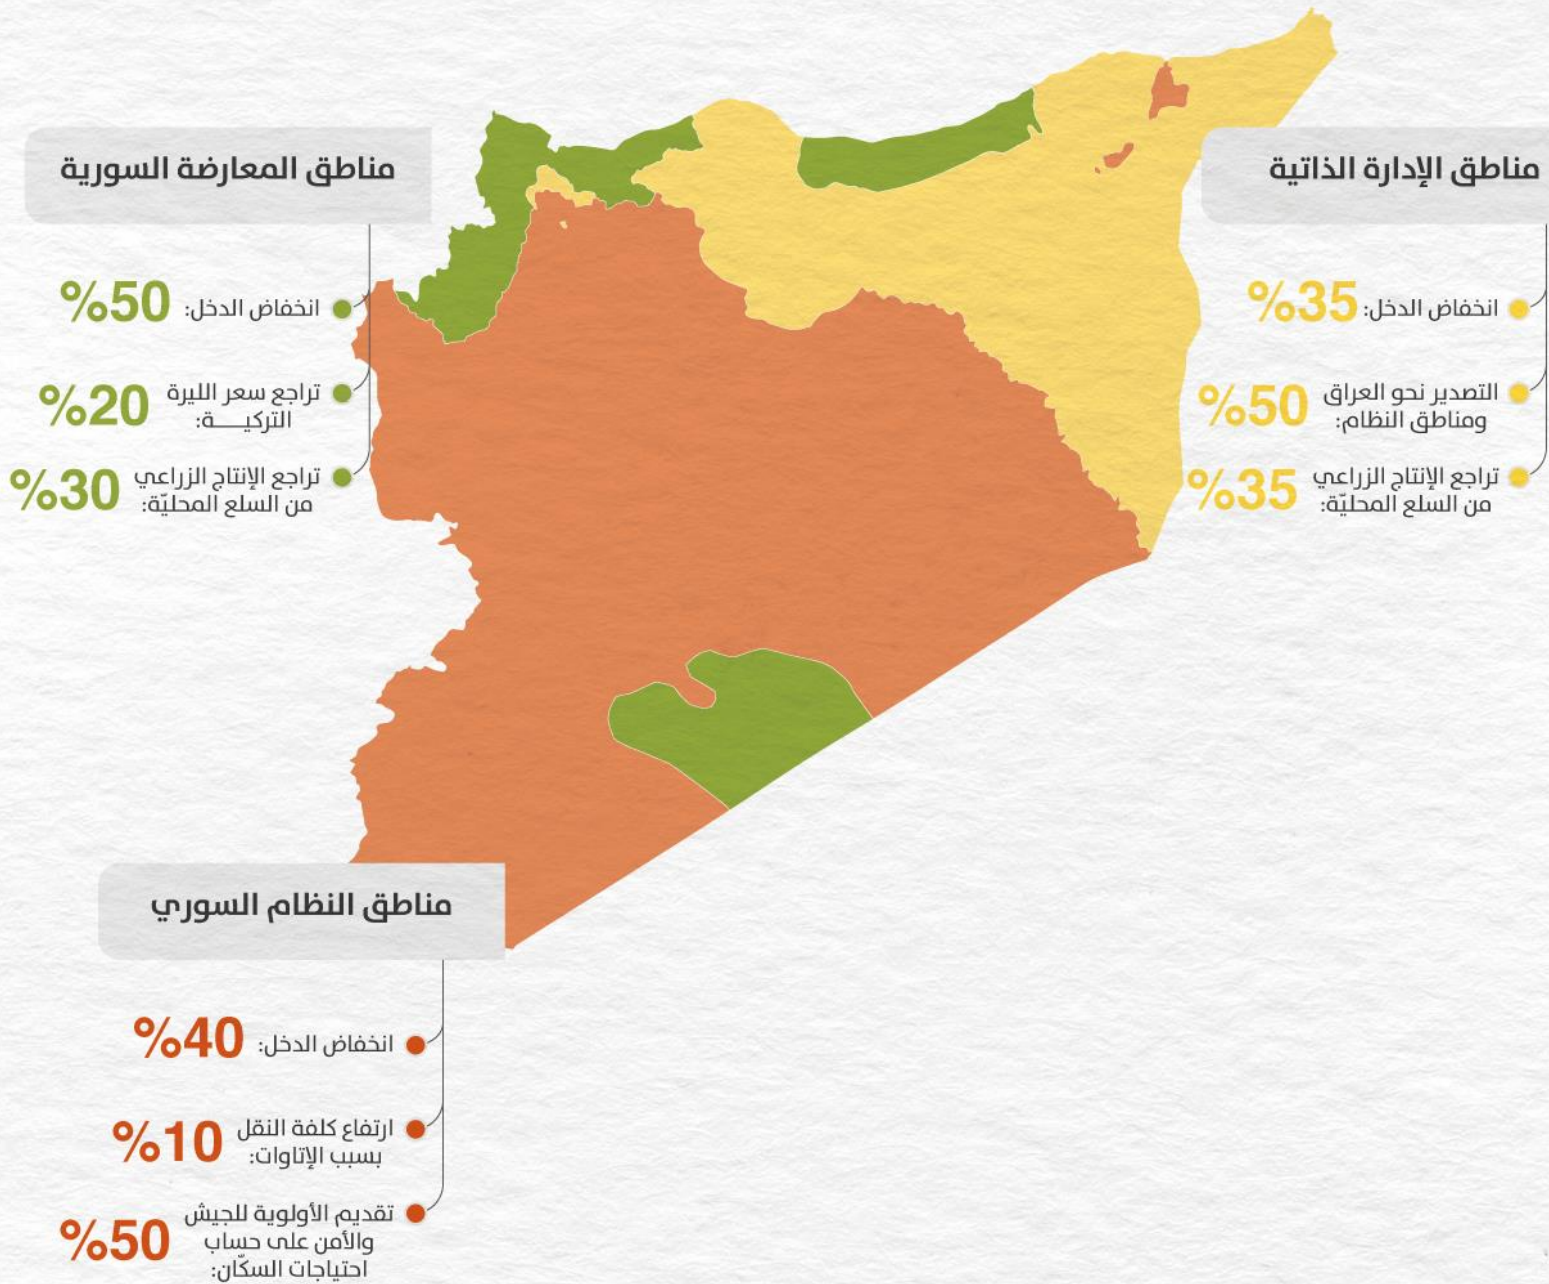 مناطق الإدارة الذاتية
انخفاض الدخل: %35
التصدير نحو العراق
ومناطق النظام: %50
تراجع الإنتاج الزراعي
من السلع المحليّة: %35
مناطق المعارضة السورية
انخفاض الدخل: %50
تراجع سعر الليرة
التركيـــة: %20
تراجع الإنتاج الزراعي
من السلع المحليّة: %30
مناطق النظام السوري
انخفاض الدخل: %40
ارتفاع كلفة النقل
بسبب الإتاوات: %10
تقديم الأولوية للجيش
والأمن على حساب
احتياجات السكّان: %50